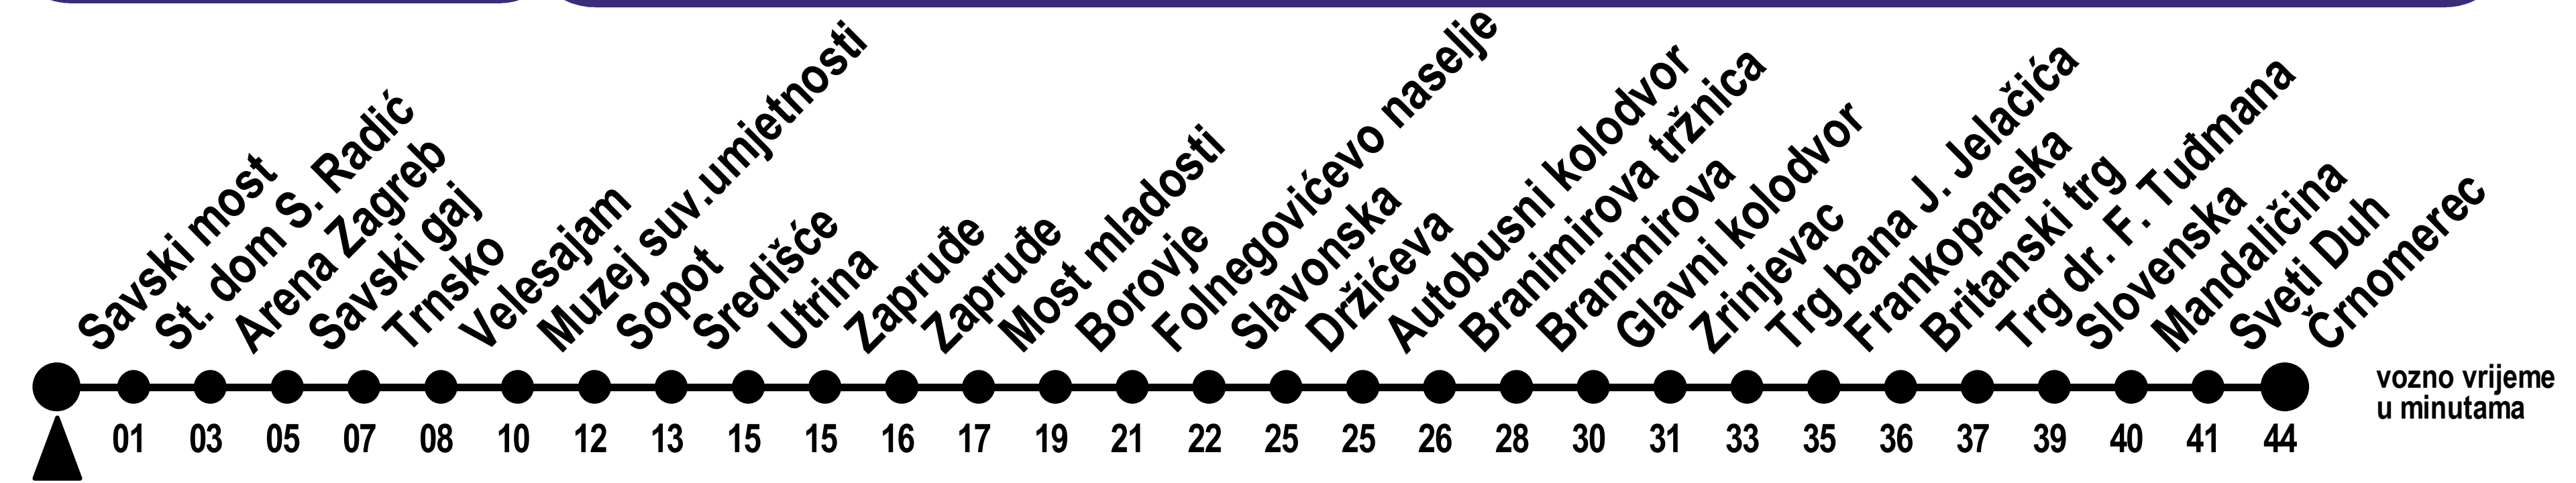 Savski most
St. dom S. Radić
Arena Zagreb
Savski gaj
Trnsko
Velesajam
Muzej suv.umjetnosti
Sopot
Središće
Utrina
Zapruđe
Zapruđe
Most mladosti
Borovje
Folnegovićevo naselje
Slavonska
Držićeva
Autobusni kolodvor
Branimirova tržnica
Branimirova
Glavni kolodvor
Zrinjevac
Trg bana J. Jelačića
Frankopanska
Britanski trg
Trg dr. F. Tuđmana
Slovenska
Mandaličina
Sveti Duh
Črnomerec
01 03 05 07 08 10 12 13 15 15 16 17 19 21 22 25 25 26 28 30 31 33 35 36 37 39 40 41 44
vozno vrijeme
u minutama